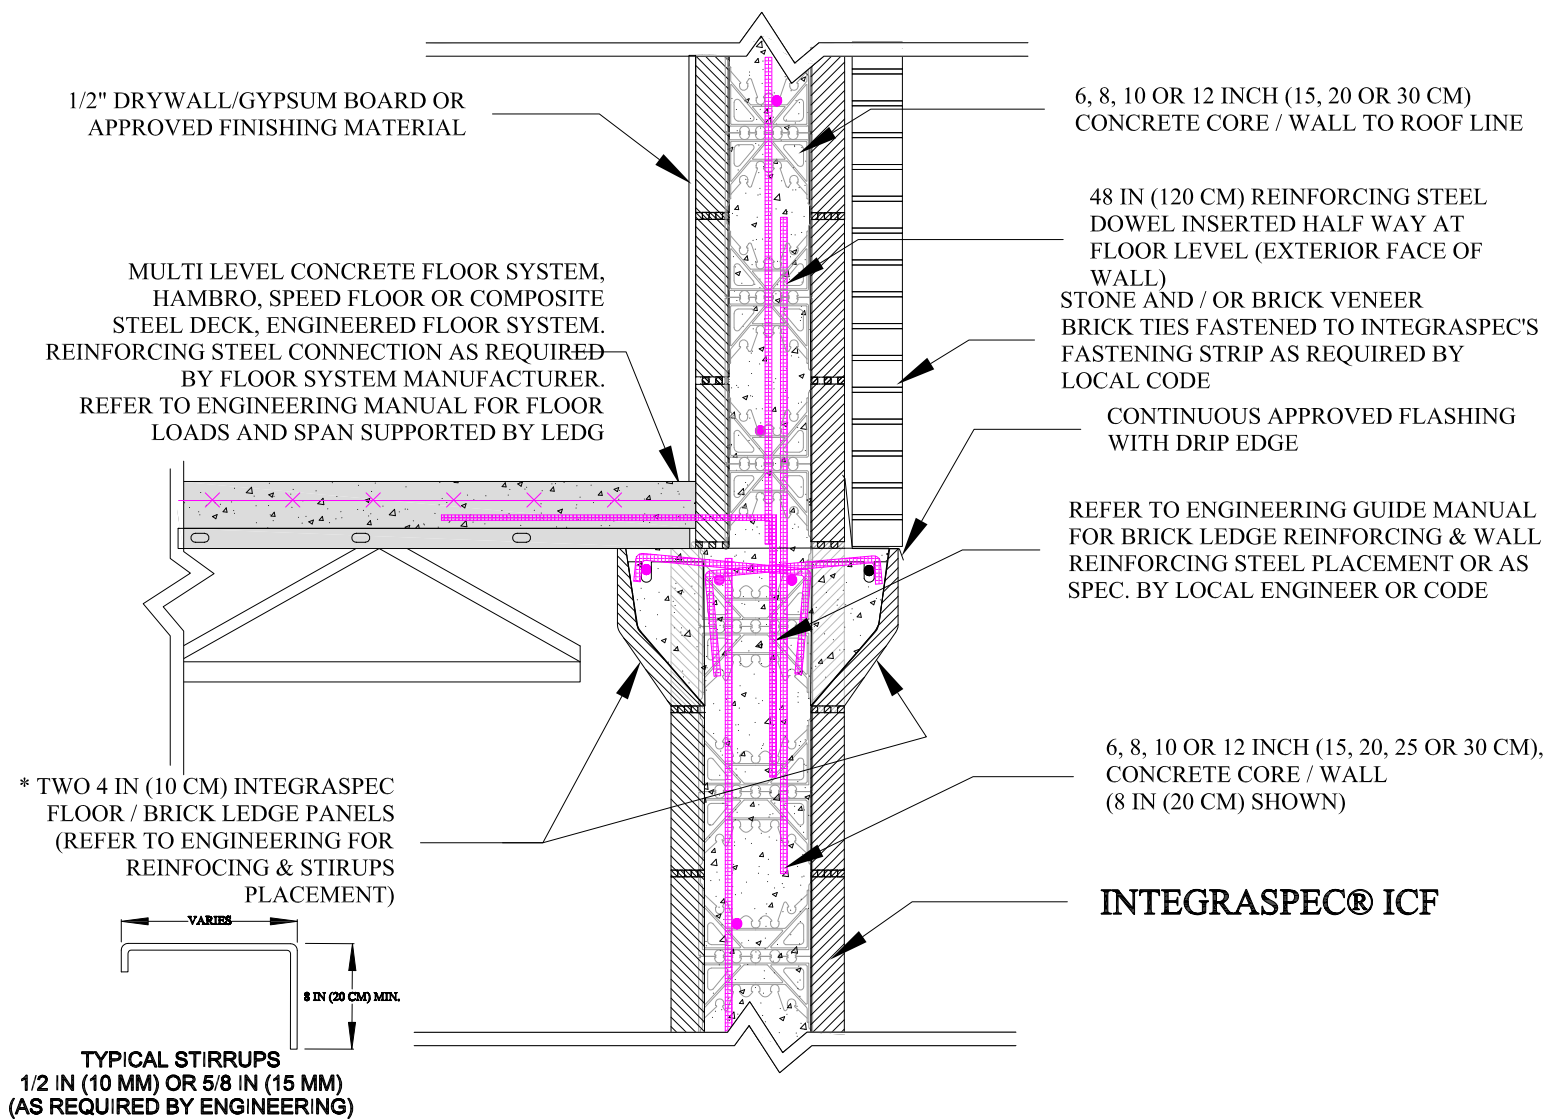 1/2" DRYWALL/GYPSUM BOARD OR
APPROVED FINISHING MATERIAL
MULTI LEVEL CONCRETE FLOOR SYSTEM,
HAMBRO, SPEED FLOOR OR COMPOSITE
STEEL DECK, ENGINEERED FLOOR SYSTEM.
REINFORCING STEEL CONNECTION AS REQUIRED
BY FLOOR SYSTEM MANUFACTURER.
REFER TO ENGINEERING MANUAL FOR FLOOR
LOADS AND SPAN SUPPORTED BY LEDG
* TWO 4 IN (10 CM) INTEGRASPEC
FLOOR / BRICK LEDGE PANELS
(REFER TO ENGINEERING FOR
REINFOCING & STIRUPS
PLACEMENT)
VARIES
8 IN (20 CM) MIN.
TYPICAL STIRRUPS
1/2 IN (10 MM) OR 5/8 IN (15 MM)
(AS REQUIRED BY ENGINEERING)
6, 8, 10 OR 12 INCH (15, 20 OR 30 CM)
CONCRETE CORE / WALL TO ROOF LINE
48 IN (120 CM) REINFORCING STEEL
DOWEL INSERTED HALF WAY AT
FLOOR LEVEL (EXTERIOR FACE OF
WALL)
STONE AND / OR BRICK VENEER
BRICK TIES FASTENED TO INTEGRASPEC'S
FASTENING STRIP AS REQUIRED BY
LOCAL CODE
CONTINUOUS APPROVED FLASHING
WITH DRIP EDGE
REFER TO ENGINEERING GUIDE MANUAL
FOR BRICK LEDGE REINFORCING & WALL
REINFORCING STEEL PLACEMENT OR AS
SPEC. BY LOCAL ENGINEER OR CODE
6, 8, 10 OR 12 INCH (15, 20, 25 OR 30 CM),
CONCRETE CORE / WALL
(8 IN (20 CM) SHOWN)
INTEGRASPEC® ICF